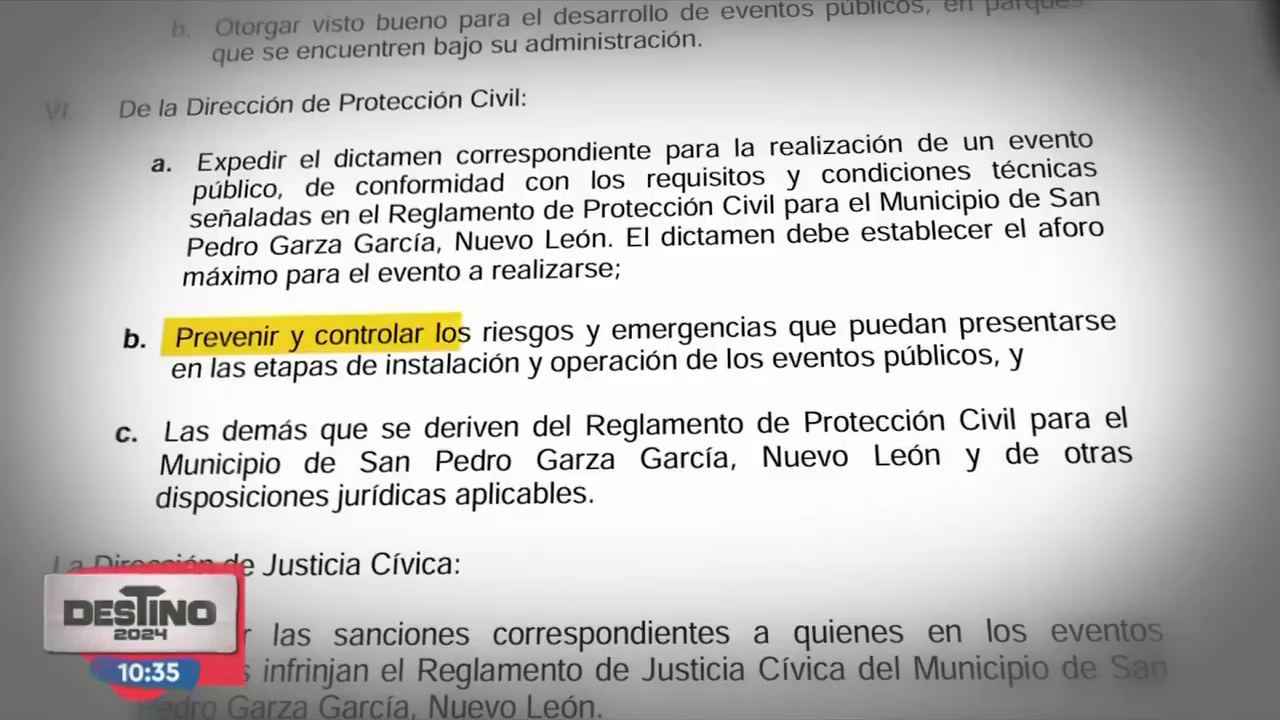 b. Otorgar visto bueno para el desarrollo de eventos públicos, en parques
que se encuentren bajo su administración.
VI. De la Dirección de Protección Civil:
a. Expedir el dictamen correspondiente para la realización de un evento
público, de conformidad con los requisitos y condiciones técnicas
señaladas en el Reglamento de Protección Civil para el Municipio de San
Pedro Garza García, Nuevo León. El dictamen debe establecer el aforo
máximo para el evento a realizarse;
b. Prevenir y controlar los riesgos y emergencias que puedan presentarse
en las etapas de instalación y operación de los eventos públicos, y
c. Las demás que se deriven del Reglamento de Protección Civil para el
Municipio de San Pedro Garza García, Nuevo León y de otras
disposiciones jurídicas aplicables.
La Dirección de Justicia Cívica:
las sanciones correspondientes a quienes en los eventos
infrinjan el Reglamento de Justicia Cívica del Municipio de San
Pedro Garza García, Nuevo León.
DESTINO
2024
10:35